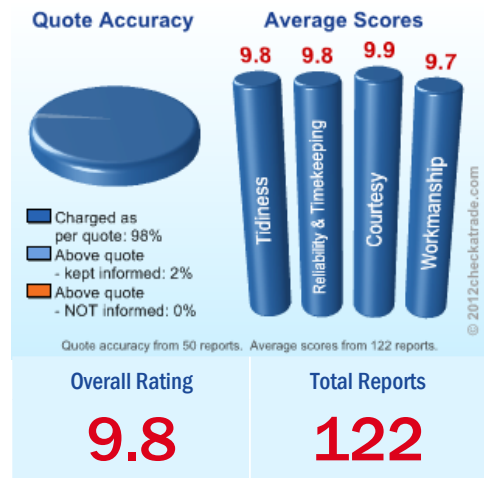 Quote Accuracy
Average Scores
9.8
9.8
9.9
9.7
Tidiness
Reliability & Timekeeping
Courtesy
Workmanship
Charged as
per quote: 98%
Above quote
- kept informed: 2%
Above quote
- NOT informed: 0%
© 2012checkatrade.com
Quote accuracy from 50 reports. Average scores from 122 reports.
Overall Rating
9.8
Total Reports
122